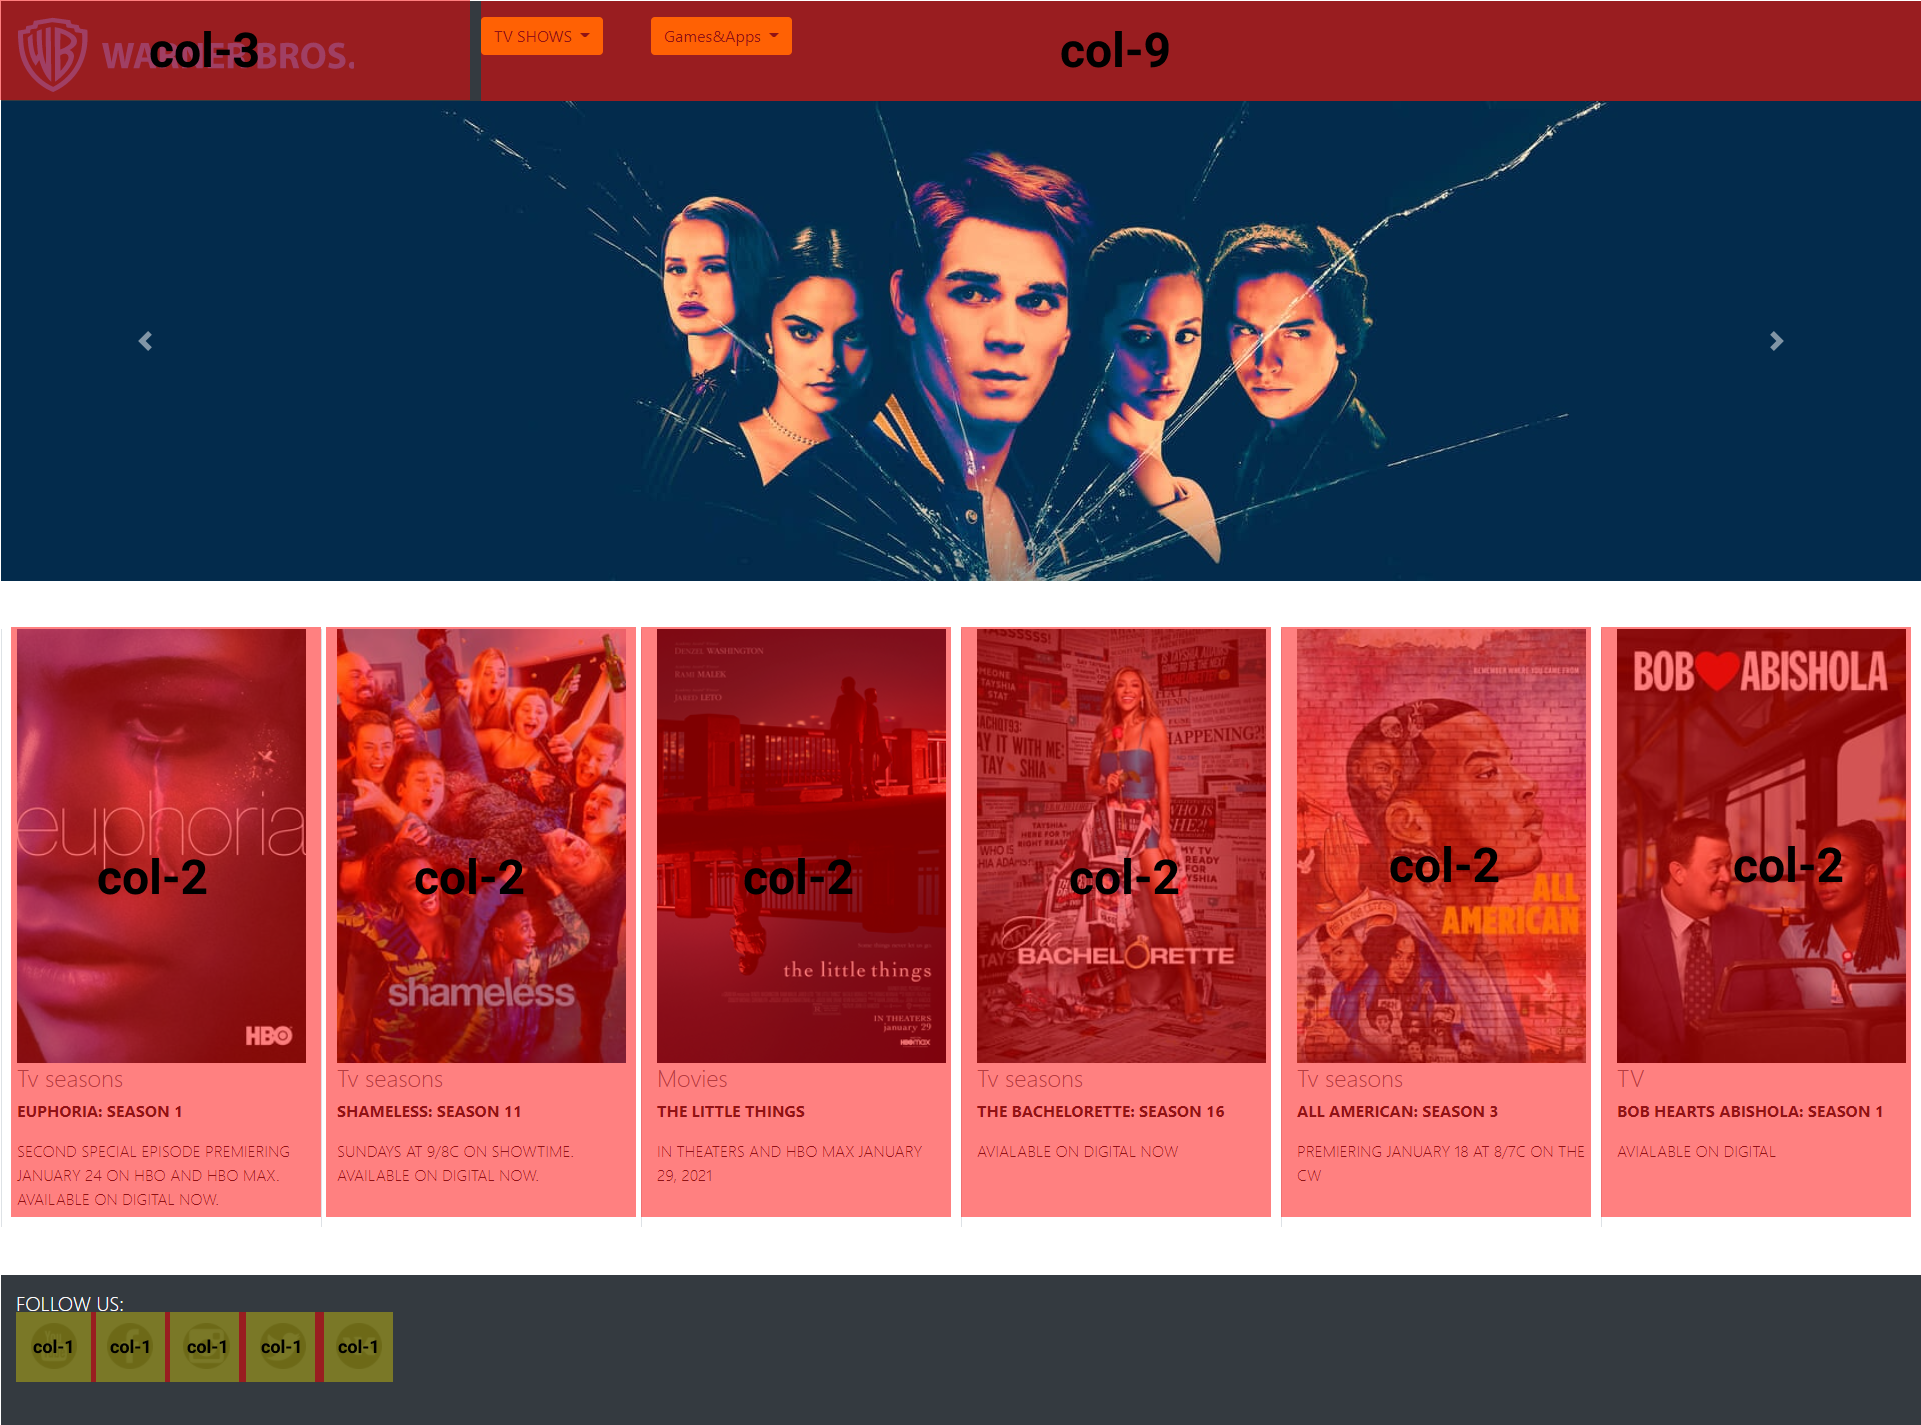 WARNER BROS.
col-3
TV SHOWS
Games&Apps
col-9
euphoria
col-2
HBO
Tv seasons
EUPHORIA: SEASON 1
SECOND SPECIAL EPISODE PREMIERING
JANUARY 24 ON HBO AND HBO MAX.
AVAILABLE ON DIGITAL NOW.
col-2
shameless
Tv seasons
SHAMELESS: SEASON 11
SUNDAYS AT 9/8C ON SHOWTIME.
AVAILABLE ON DIGITAL NOW.
DENZEL WASHINGTON
RAMI MALEK
JARED LETO
col-2
the little things
IN THEATERS
january 29
HBOmax
Movies
THE LITTLE THINGS
IN THEATERS AND HBO MAX JANUARY
29, 2021
col-2
The
BACHELORETTE
Tv seasons
THE BACHELORETTE: SEASON 16
AVIALABLE ON DIGITAL NOW
REMEMBER WHERE YOU CAME FROM
col-2
ALL
AMERICAN
Tv seasons
ALL AMERICAN: SEASON 3
PREMIERING JANUARY 18 AT 8/7C ON THE
CW
BOB ABISHOLA
col-2
TV
BOB HEARTS ABISHOLA: SEASON 1
AVIALABLE ON DIGITAL
FOLLOW US:
col-1
col-1
col-1
col-1
col-1